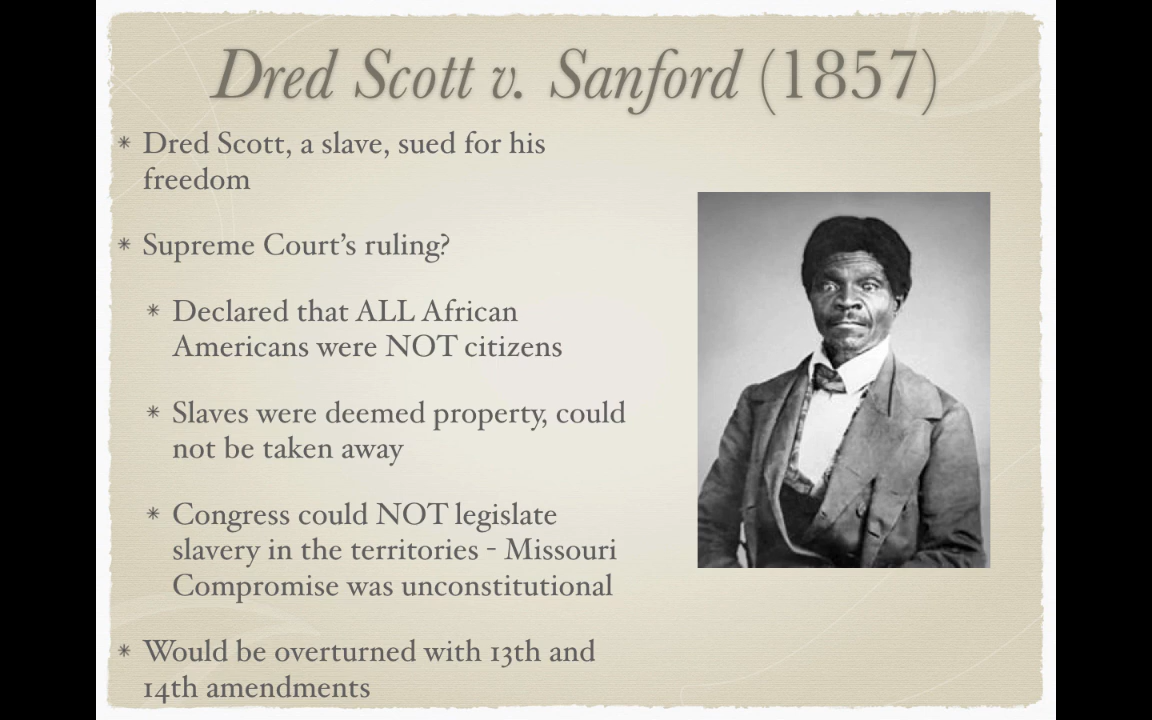 Dred Scott v. Sanford (1857)
* Dred Scott, a slave, sued for his
freedom
* Supreme Court’s ruling?
* Declared that ALL African
Americans were NOT citizens
* Slaves were deemed property, could
not be taken away
* Congress could NOT legislate
slavery in the territories - Missouri
Compromise was unconstitutional
* Would be overturned with 13th and
14th amendments